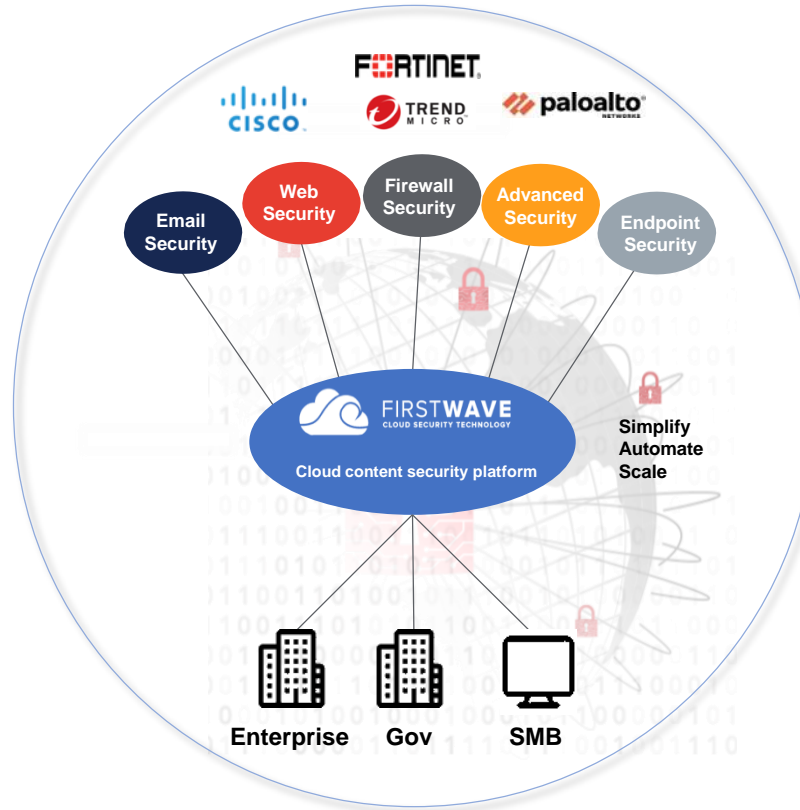 FORTINET®
CISCO
TREND
MICRO
paloalto
NETWORKS
Email
Security
Web
Security
Firewall
Security
Advanced
Security
Endpoint
Security
FIRSTWAVE
CLOUD SECURITY TECHNOLOGY
Cloud content security platform
Simplify
Automate
Scale
Enterprise
Gov
SMB